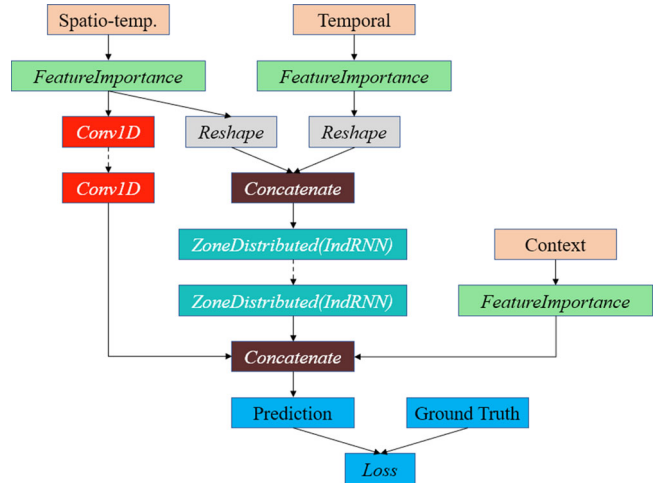 Spatio-temp.
Temporal
FeatureImportance
FeatureImportance
Conv1D
Reshape
Reshape
Conv1D
Concatenate
ZoneDistributed(IndRNN)
Context
ZoneDistributed(IndRNN)
FeatureImportance
Concatenate
Prediction
Ground Truth
Loss